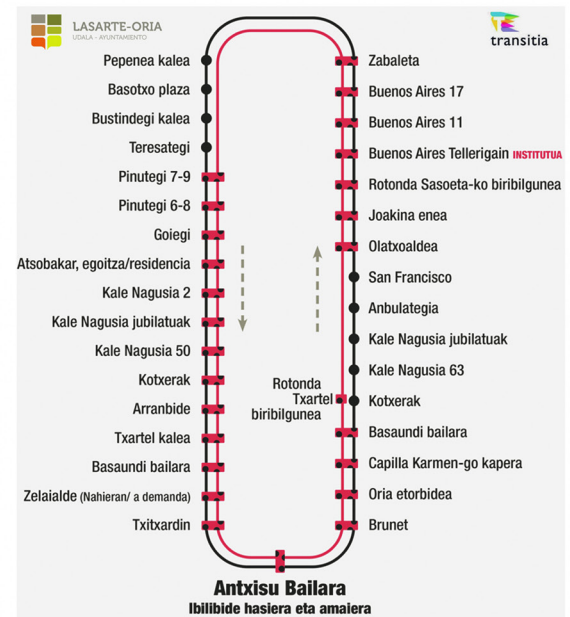 LASARTE-ORIA
UDALA - AYUNTAMIENTO
transitia
Pepenea kalea
Basotxo plaza
Bustindegi kalea
Teresategi
Pinutegi 7-9
Pinutegi 6-8
Goiegi
Atsobakar, egoitza/residencia
Kale Nagusia 2
Kale Nagusia jubilatuak
Kale Nagusia 50
Kotxerak
Arranbide
Txartel kalea
Basaundi bailara
Zelaialde (Nahieran/ a demanda)
Txitxardin
Zabaleta
Buenos Aires 17
Buenos Aires 11
Buenos Aires Tellerigain INSTITUTUA
Rotonda Sasoeta-ko biribilgunea
Joakina enea
Olatxoaldea
San Francisco
Anbulategia
Kale Nagusia jubilatuak
Kale Nagusia 63
Kotxerak
Rotonda
Txartel
biribilgunea
Basaundi bailara
Capilla Karmen-go kapera
Oria etorbidea
Brunet
Antxisu Bailara
Ibilibide hasiera eta amaiera